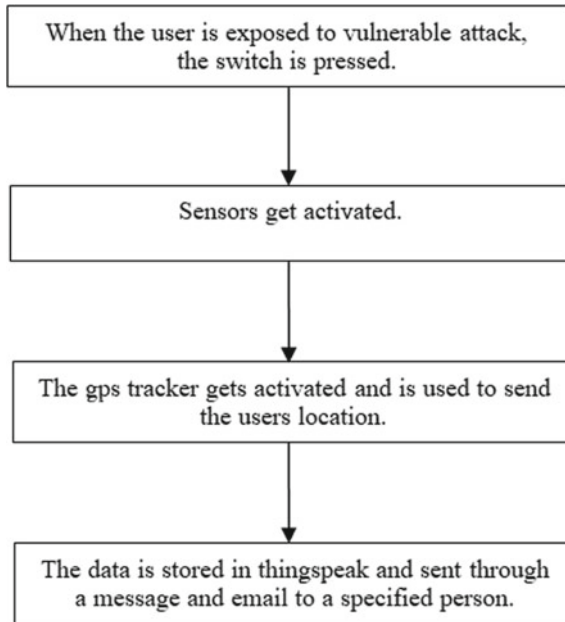 When the user is exposed to vulnerable attack,
the switch is pressed.
Sensors get activated.
The gps tracker gets activated and is used to send
the users location.
The data is stored in thingspeak and sent through
a message and email to a specified person.